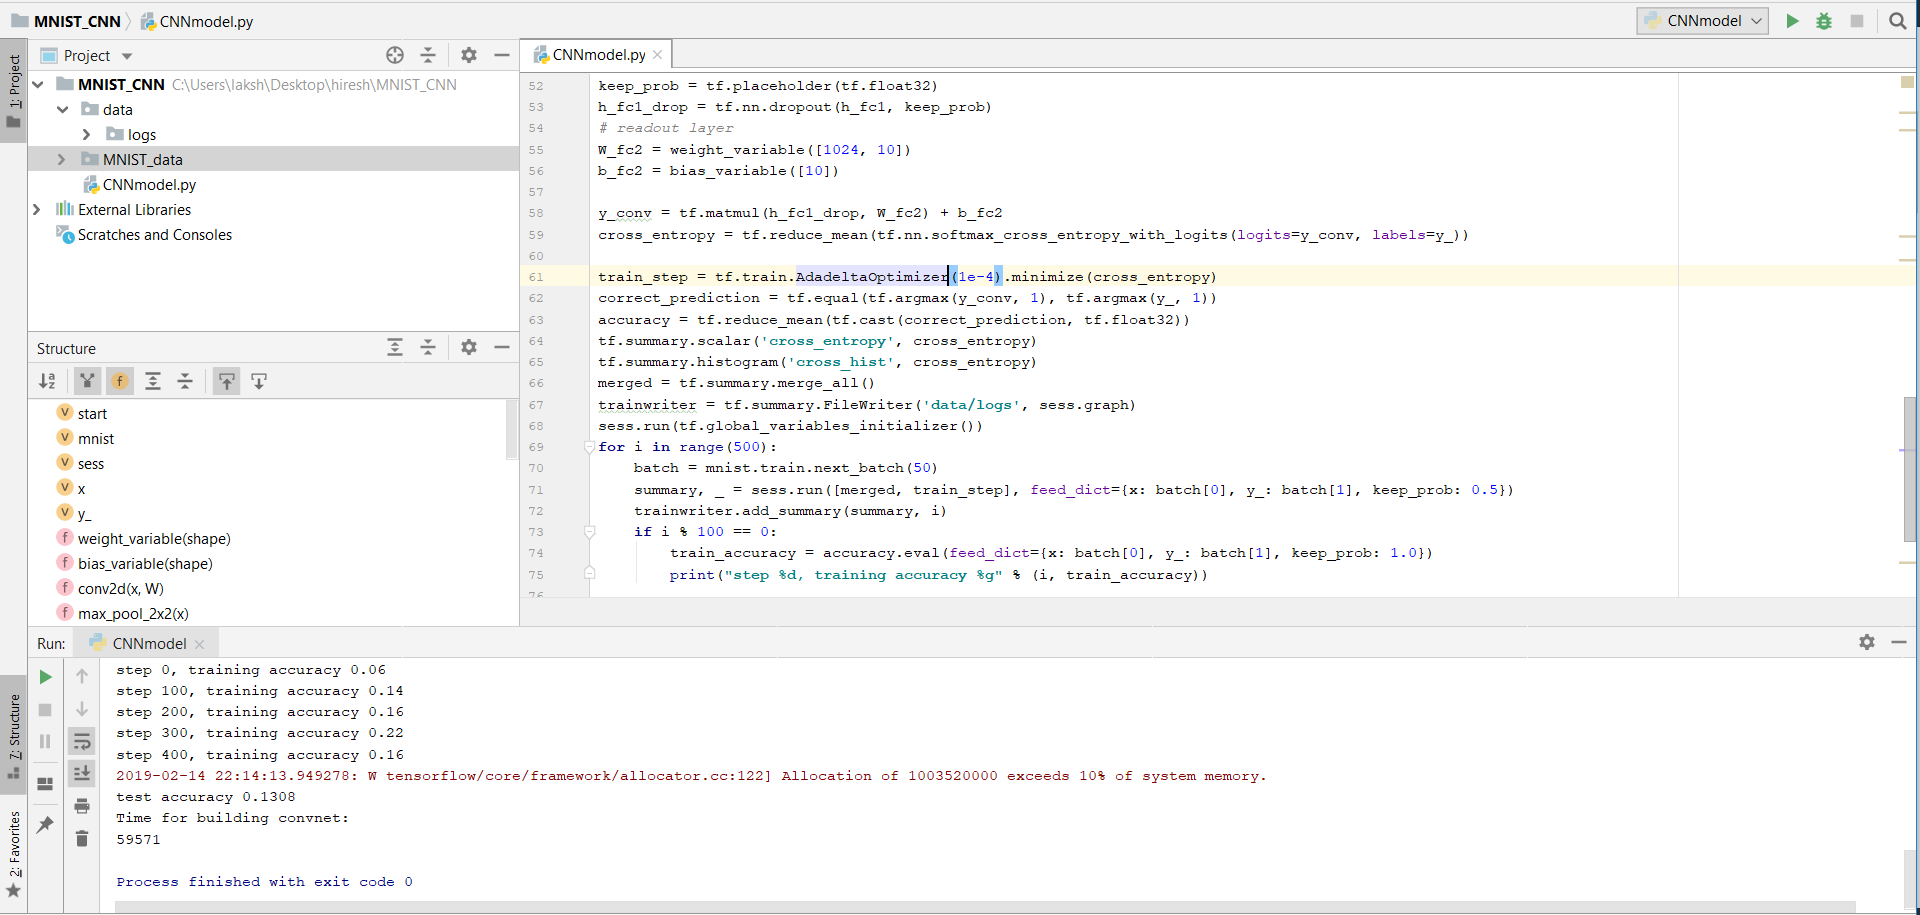 MNIST_CNN CNNmodel.py
CNNmodel
1: Project
Project
MNIST_CNN C:\Users\laksh\Desktop\hiresh\MNIST_CNN
data
logs
MNIST_data
CNNmodel.py
External Libraries
Scratches and Consoles
Structure
start
mnist
sess
x
y_
weight_variable(shape)
bias_variable(shape)
conv2d(x, W)
max_pool_2x2(x)
CNNmodel.py
52 keep_prob = tf.placeholder(tf.float32)
53 h_fc1_drop = tf.nn.dropout(h_fc1, keep_prob)
54 # readout layer
55 W_fc2 = weight_variable([1024, 10])
56 b_fc2 = bias_variable([10])
57
58 y_conv = tf.matmul(h_fc1_drop, W_fc2) + b_fc2
59 cross_entropy = tf.reduce_mean(tf.nn.softmax_cross_entropy_with_logits(logits=y_conv, labels=y_))
60
61 train_step = tf.train.AdadeltaOptimizer(1e-4).minimize(cross_entropy)
62 correct_prediction = tf.equal(tf.argmax(y_conv, 1), tf.argmax(y_, 1))
63 accuracy = tf.reduce_mean(tf.cast(correct_prediction, tf.float32))
64 tf.summary.scalar('cross_entropy', cross_entropy)
65 tf.summary.histogram('cross_hist', cross_entropy)
66 merged = tf.summary.merge_all()
67 trainwriter = tf.summary.FileWriter('data/logs', sess.graph)
68 sess.run(tf.global_variables_initializer())
69 for i in range(500):
70 batch = mnist.train.next_batch(50)
71 summary, _ = sess.run([merged, train_step], feed_dict={x: batch[0], y_: batch[1], keep_prob: 0.5})
72 trainwriter.add_summary(summary, i)
73 if i % 100 == 0:
74 train_accuracy = accuracy.eval(feed_dict={x: batch[0], y_: batch[1], keep_prob: 1.0})
75 print("step %d, training accuracy %g" % (i, train_accuracy))
76
Run: CNNmodel
7: Structure
2: Favorites
step 0, training accuracy 0.06
step 100, training accuracy 0.14
step 200, training accuracy 0.16
step 300, training accuracy 0.22
step 400, training accuracy 0.16
2019-02-14 22:14:13.949278: W tensorflow/core/framework/allocator.cc:122] Allocation of 1003520000 exceeds 10% of system memory.
test accuracy 0.1308
Time for building convnet:
59571
Process finished with exit code 0